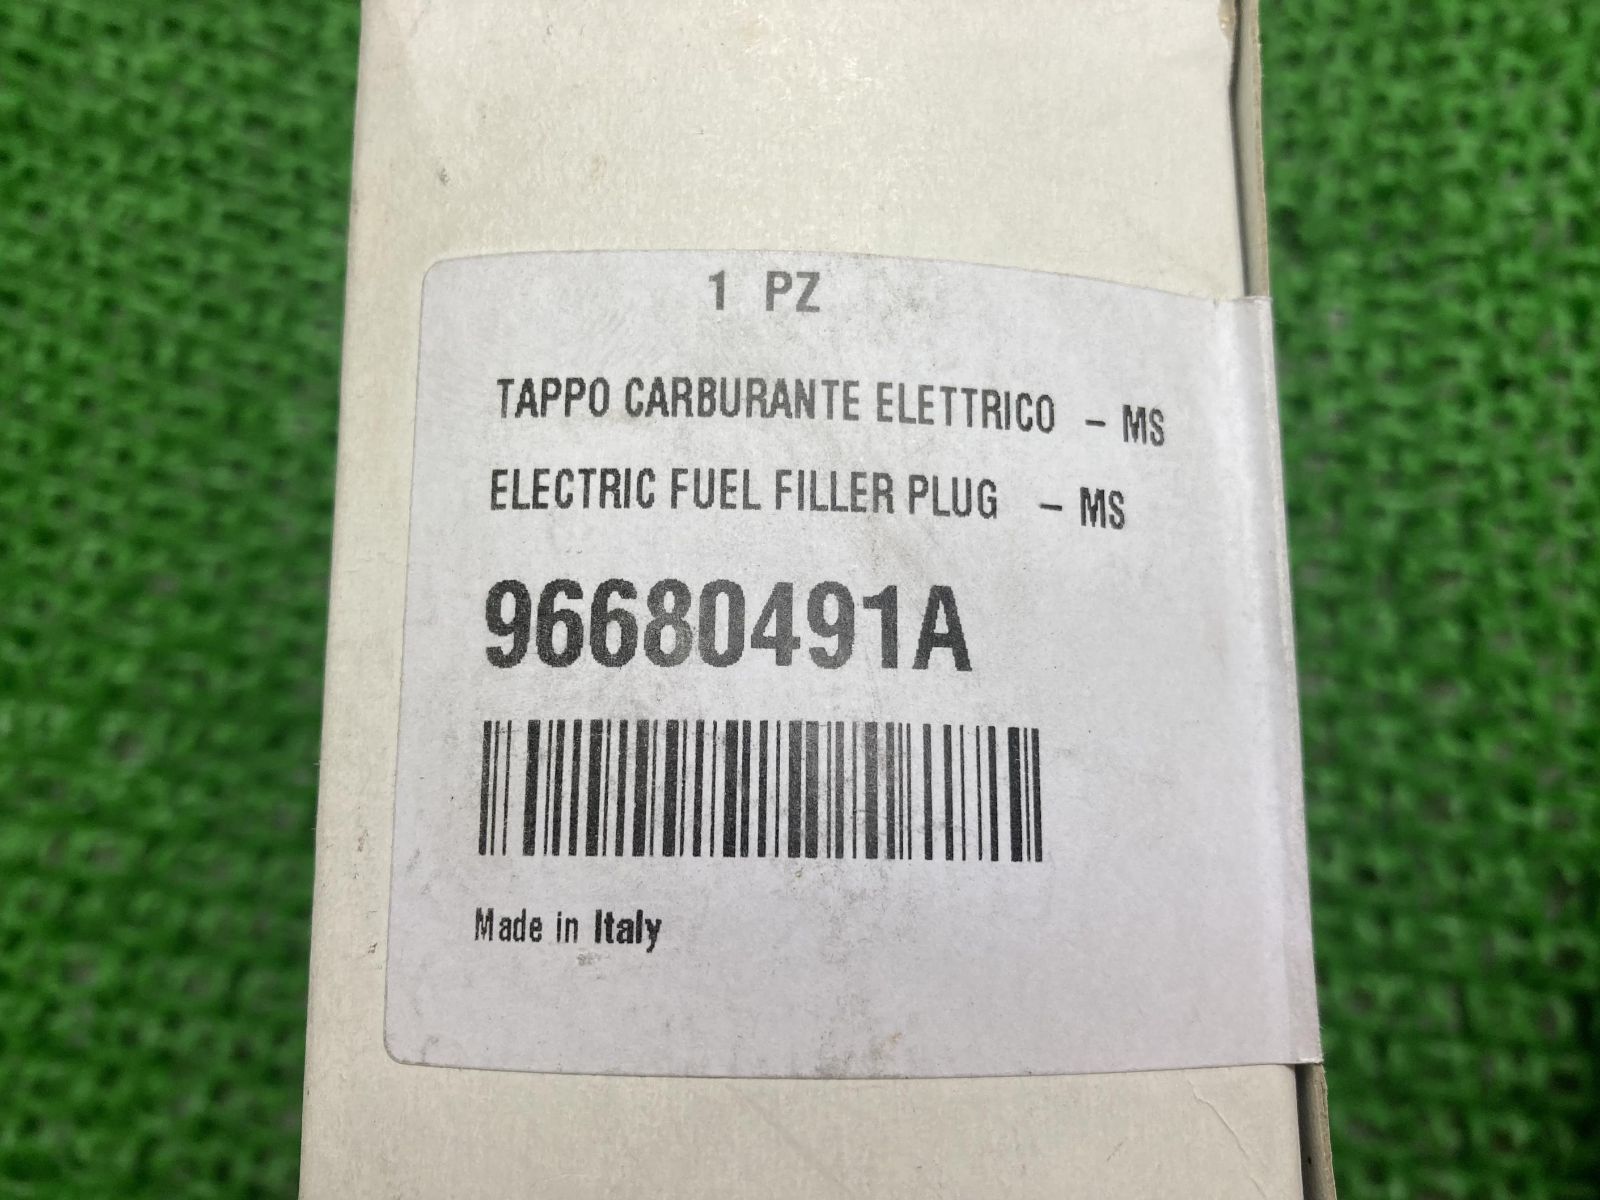 1 PZ
TAPPO CARBURANTE ELETTRICO - MS
ELECTRIC FUEL FILLER PLUG - MS
96680491A
Made in Italy